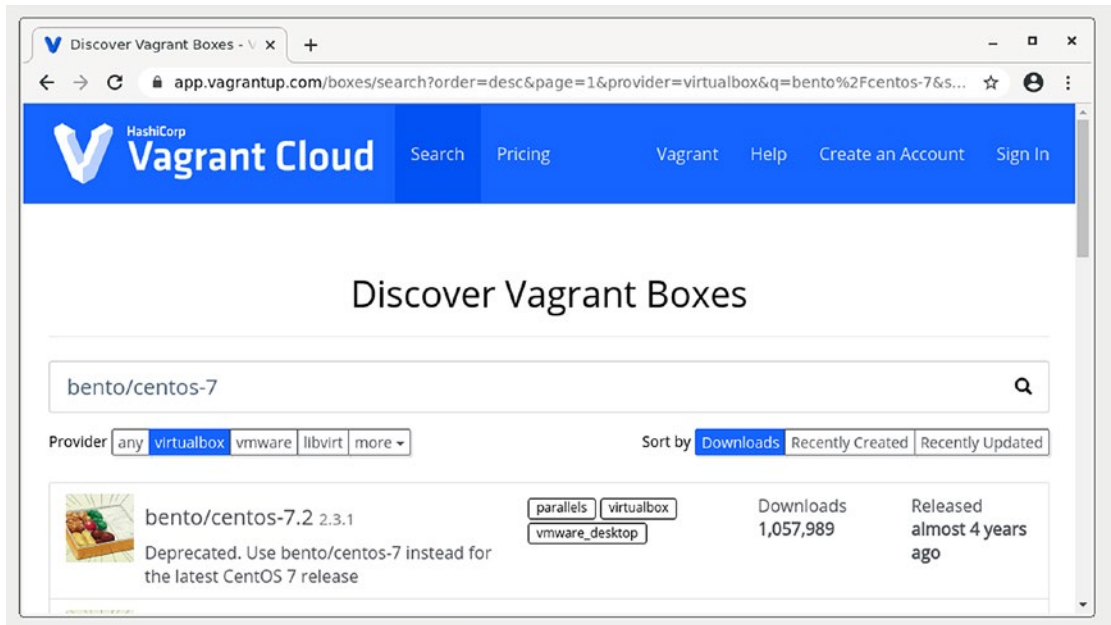 Discover Vagrant Boxes - V
app.vagrantup.com/boxes/search?order=desc&page=1&provider=virtualbox&q=bento%2Fcentos-7&s...
HashiCorp
Vagrant Cloud
Search
Pricing
Vagrant
Help
Create an Account
Sign In
Discover Vagrant Boxes
bento/centos-7
Provider any virtualbox vmware libvirt more
Sort by Downloads Recently Created Recently Updated
bento/centos-7.2 2.3.1
Deprecated. Use bento/centos-7 instead for
the latest CentOS 7 release
parallels virtualbox
vmware_desktop
Downloads
1,057,989
Released
almost 4 years
ago